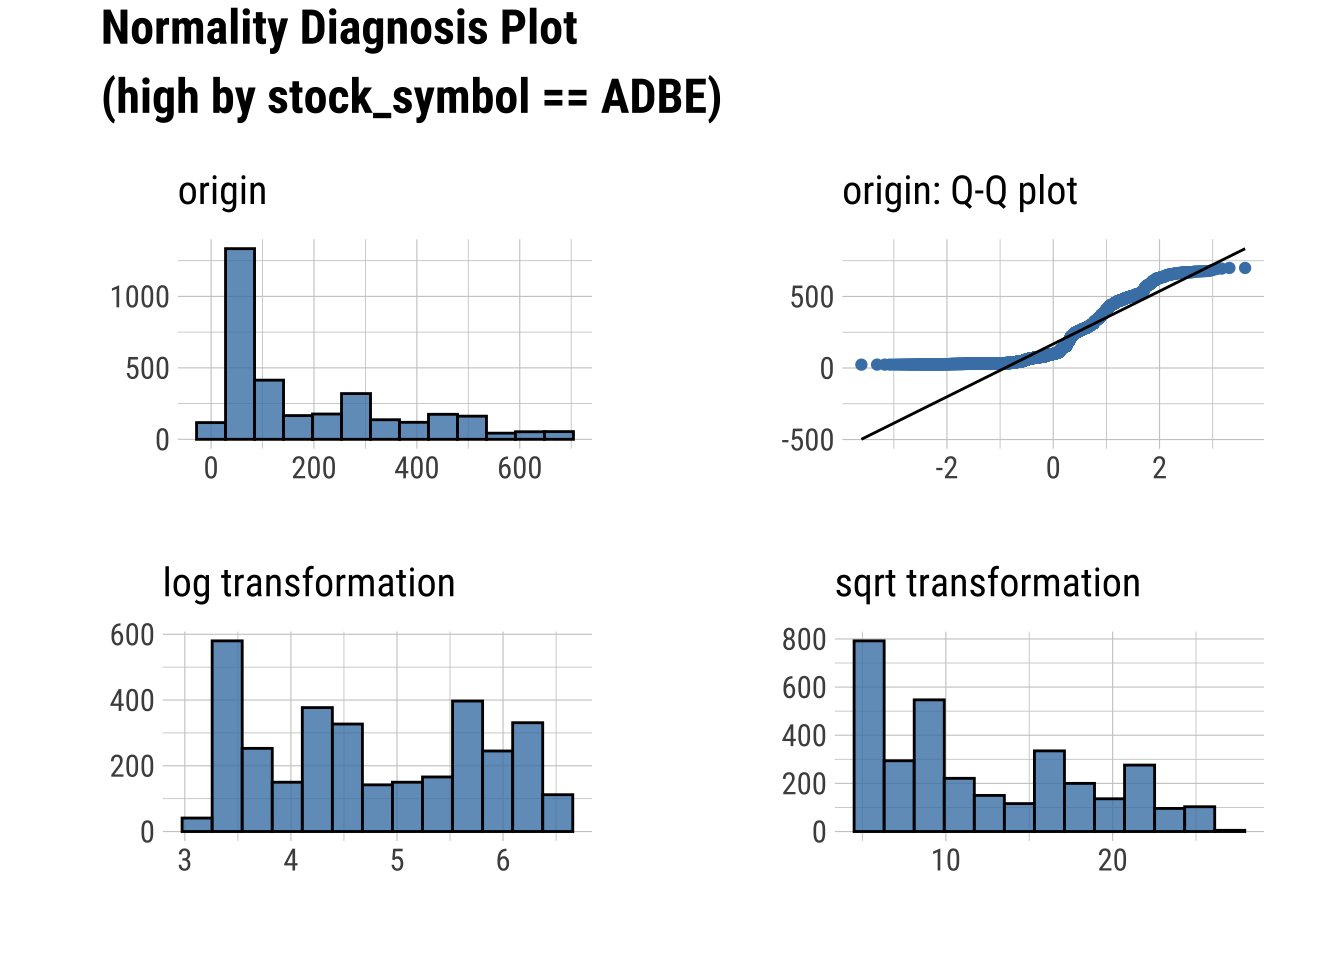 Normality Diagnosis Plot
(high by stock_symbol == ADBE)
origin
1000
500
0
0 200 400 600
origin: Q-Q plot
500
0
-500
-2 0 2
log transformation
600
400
200
0
3 4 5 6
sqrt transformation
800
600
400
200
0
10 20